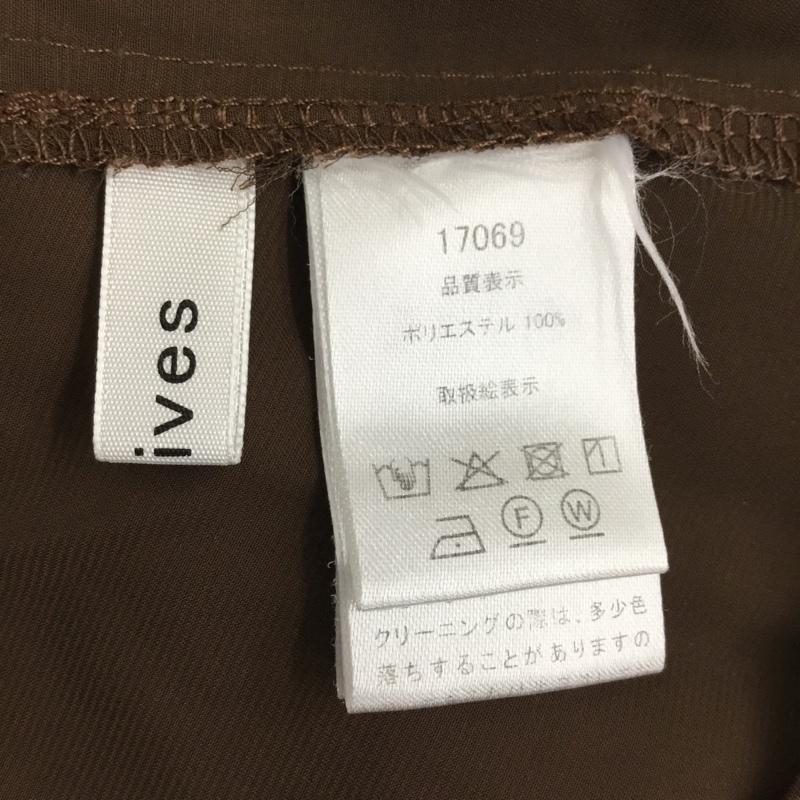 ives
17069
品質表示
ポリエステル 100%
取扱絵表示
F W
クリーニングの際は、多少色
落ちすることがありますの